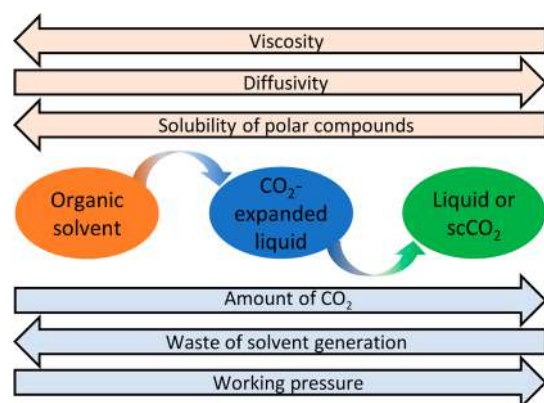 Viscosity
Diffusivity
Solubility of polar compounds
Organic
solvent
CO₂-
expanded
liquid
Liquid or
scCO₂
Amount of CO₂
Waste of solvent generation
Working pressure